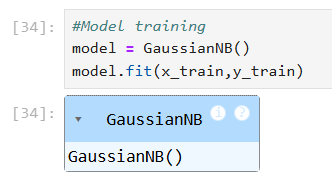 [34]: #Model training
model = GaussianNB()
model.fit(x_train,y_train)
[34]: ▾ GaussianNB i ?
GaussianNB()